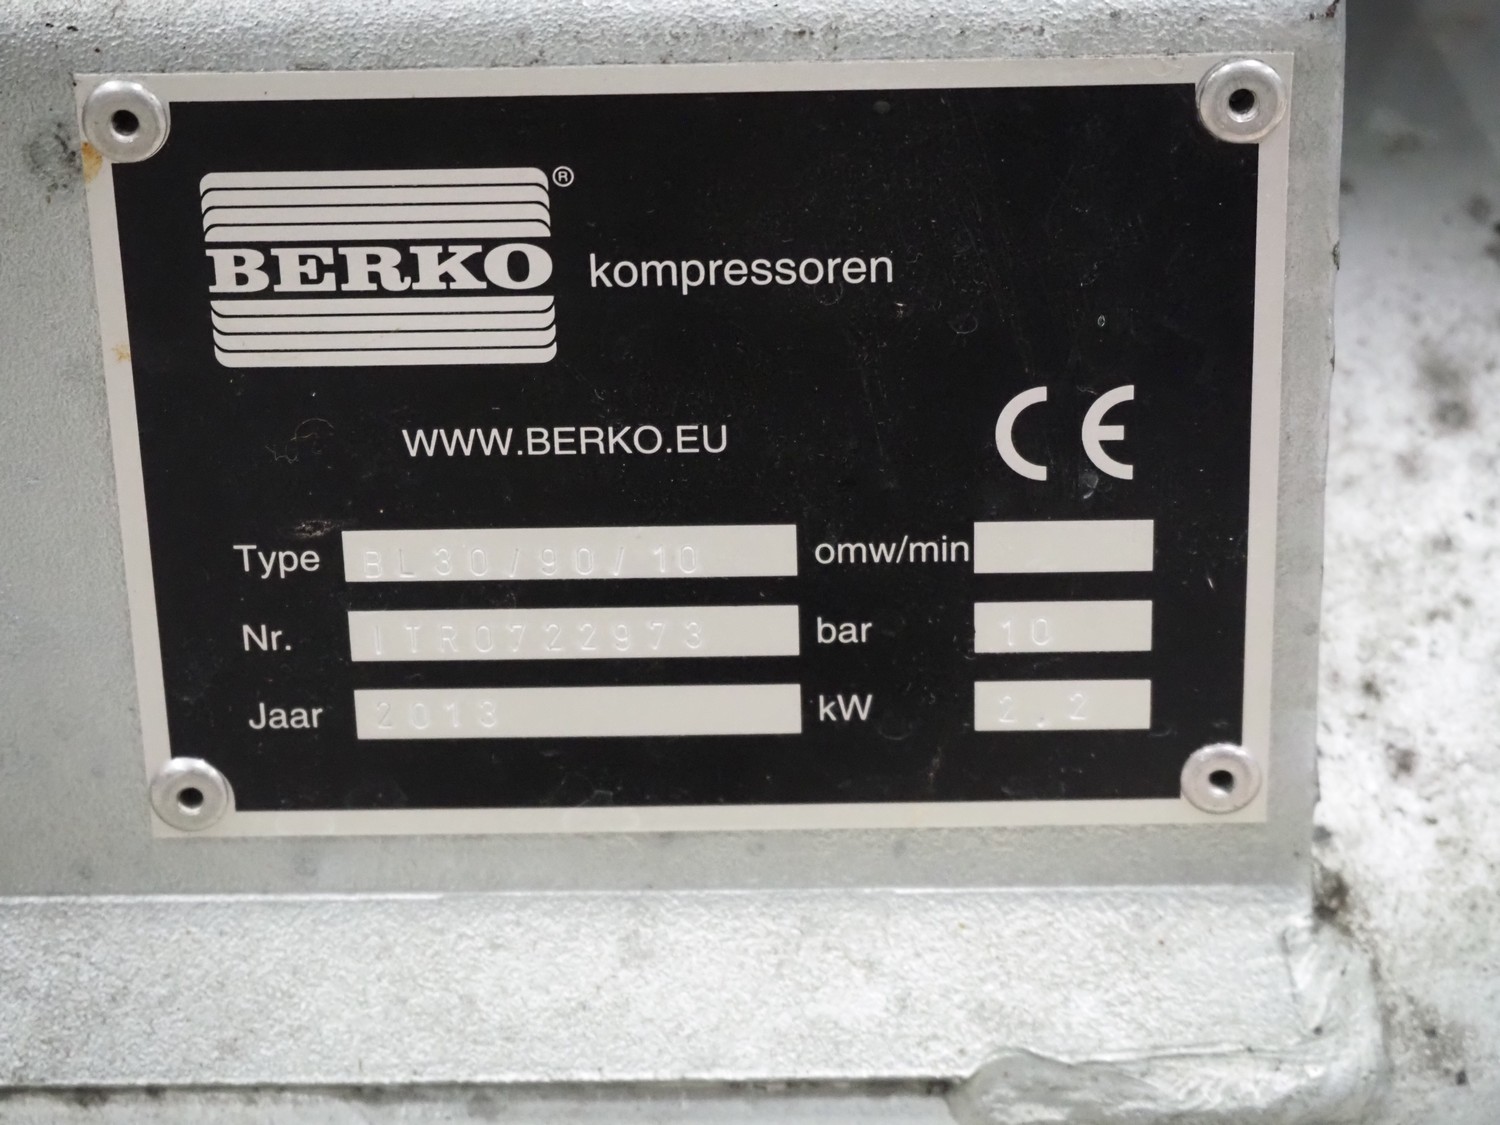 BERKO® kompressoren
WWW.BERKO.EU
CE
Type BL30/90/10 omw/min
Nr. ITR0722973 bar 10
Jaar 2013 kW 2.2